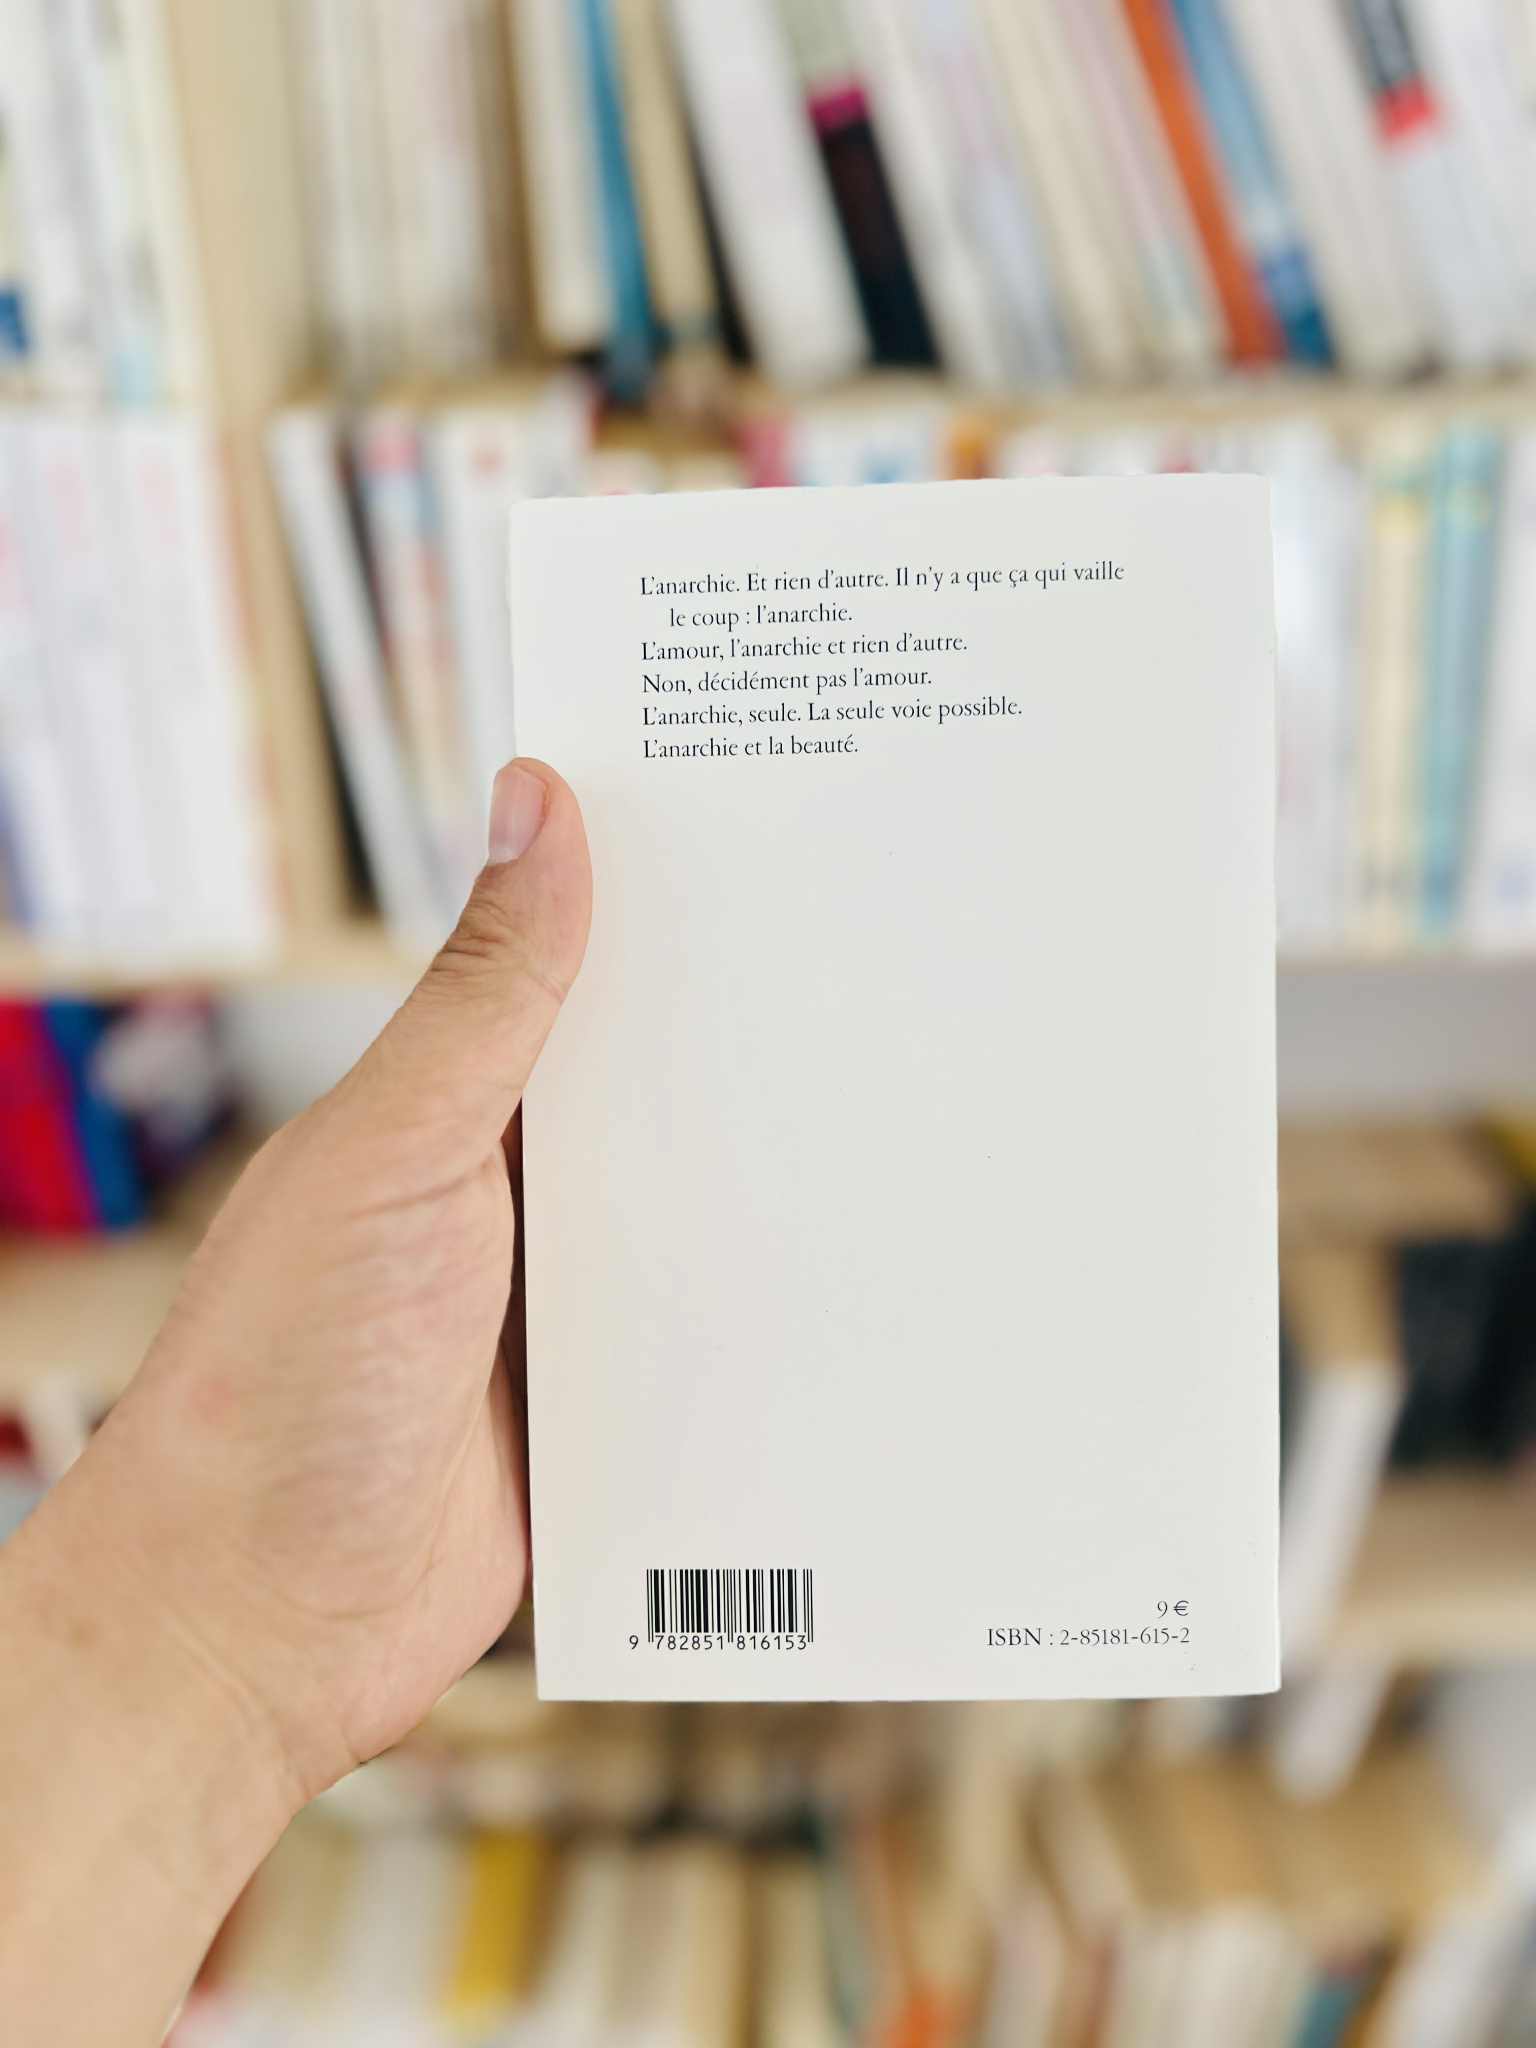 L'anarchie. Et rien d'autre. Il n'y a que ça qui vaille
le coup : l'anarchie.
L'amour, l'anarchie et rien d'autre.
Non, décidément pas l'amour.
L'anarchie, seule. La seule voie possible.
L'anarchie et la beauté.
9 782851 816153
9 €
ISBN : 2-85181-615-2